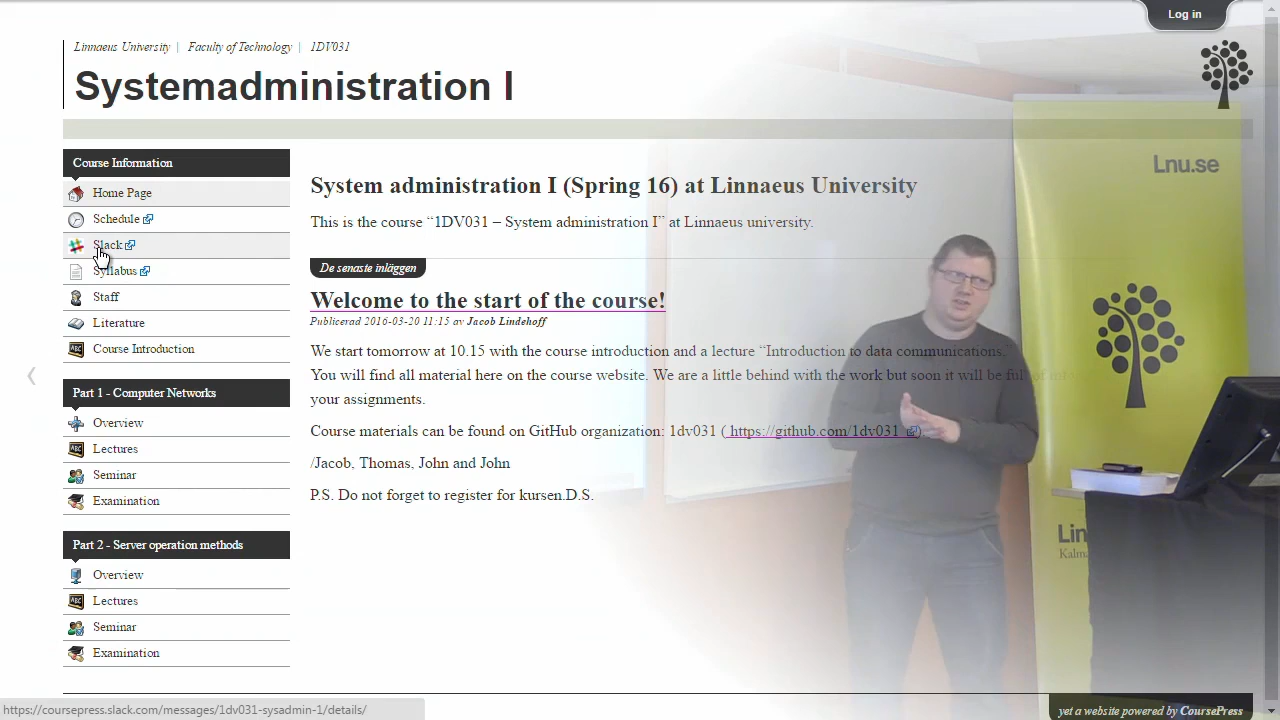 Log in
Linnaeus University | Faculty of Technology | 1DV031
Systemadministration I
Lnu.se
Course Information
Home Page
Schedule
Slack
Syllabus
Staff
Literature
Course Introduction
Part 1 - Computer Networks
Overview
Lectures
Seminar
Examination
Part 2 - Server operation methods
Overview
Lectures
Seminar
Examination
System administration I (Spring 16) at Linnaeus University
This is the course “1DV031 – System administration I” at Linnaeus university.
De senaste inläggen
Welcome to the start of the course!
Publicerad 2016-03-20 11:15 av Jacob Lindehoff
We start tomorrow at 10.15 with the course introduction and a lecture “Introduction to data communications.
You will find all material here on the course website. We are a little behind with the work but soon it will be full of
your assignments.
Course materials can be found on GitHub organization: 1dv031 ( https://github.com/1dv031 )
/Jacob, Thomas, John and John
P.S. Do not forget to register for kursen.D.S.
https://coursepress.slack.com/messages/1dv031-sysadmin-1/details/
yet a website powered by CoursePress